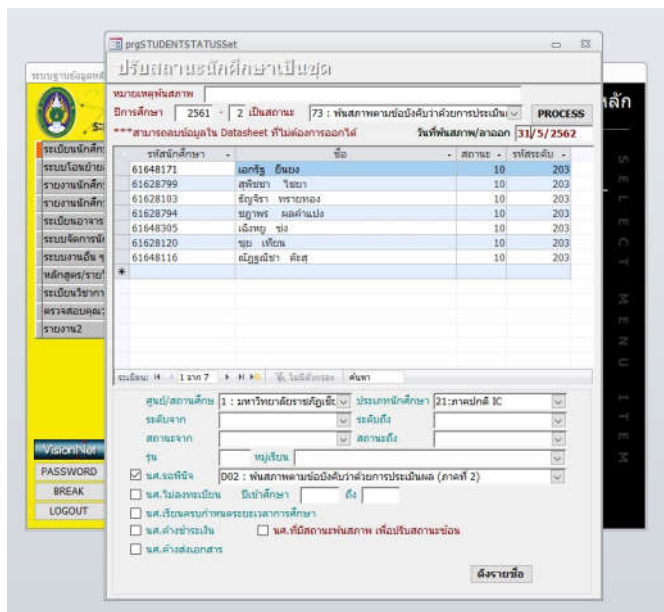 prgSTUDENTSTATUSSet
ปรับสถานะนักศึกษาเป็นชุด
หมายเหตุพ้นสภาพ
ปีการศึกษา 2561 - 2 เป็นสถานะ 73 : พ้นสภาพตามข้อบังคับว่าด้วยการประเมิน PROCESS
***สามารถลบข้อมูลใน Datasheet ที่ไม่ต้องการออกได้ วันที่พ้นสภาพ/ลาออก 31/5/2562
รหัสนักศึกษา ชื่อ สถานะ รหัสระดับ
61648171 เอกรัฐ ยืนยง 10 203
61628799 สุพิชชา ไชยา 10 203
61628103 ธัญจิรา ทรายทอง 10 203
61628794 ชฎาพร ผลคำแปง 10 203
61648305 10 203
61628120 ขุย เทียน 10 203
61648116 10 203
ระเบียน: 1 จาก 7 ไม่มีตัวกรอง ค้นหา
ศูนย์/สถานศึกษ 1 : มหาวิทยาลัยราชภัฏเชี ประเภทนักศึกษา 21:ภาคปกติ IC
ระดับจาก ระดับถึง
สถานะจาก สถานะถึง
รุ่น หมู่เรียน
นศ.รอพินิจ D02 : พ้นสภาพตามข้อบังคับว่าด้วยการประเมินผล (ภาคที่ 2)
นศ.ไม่ลงทะเบียน ปีเข้าศึกษา ถึง
นศ.เรียนครบกำหนดระยะเวลาการศึกษา
นศ.ค้างชำระเงิน นศ.ที่มีสถานะพ้นสภาพ เพื่อปรับสถานะซ้อน
นศ.ค้างส่งเอกสาร
ดึงรายชื่อ
ระบบฐานข้อมูลหลั
ระเบียนนักศึก
ระบบโอนย้าย
รายงานนักศึก
รายงานนักศึก
ระเบียนอาจาร
ระบบจัดการนั
ระบบงานอื่น ๆ
หลักสูตร/ราย
ระเบียนวิชากา
ตรวจสอบคุณ
รายงาน2
VisionNet
PASSWORD
BREAK
LOGOUT
หลัก
SELECT MENU ITEM